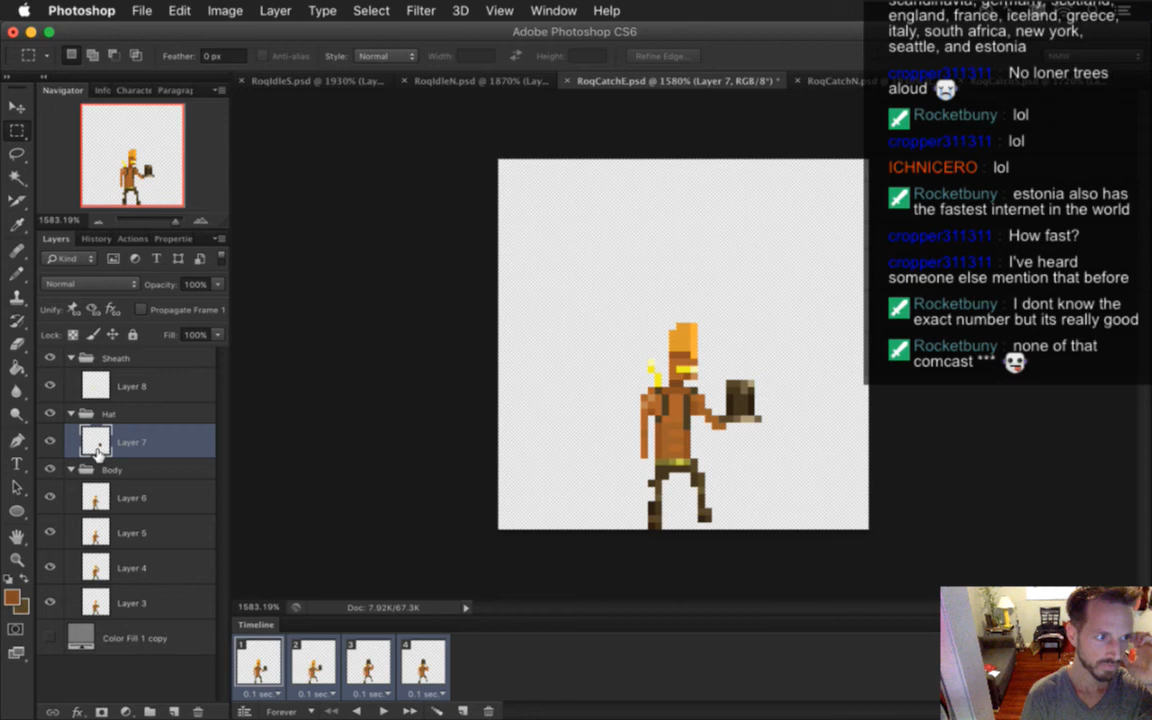 Photoshop File Edit Image Layer Type Select Filter 3D View Window Help
Adobe Photoshop CS6
Feather: 0 px Anti-alias Style: Normal Width: Height: Refine Edge...
RoqIdleS.psd @ 1930% (Lay...
RoqIdleN.psd @ 1870% (Lay...
RoqCatchE.psd @ 1580% (Layer 7, RGB/8*) *
RoqCatchN.psd
Navigator Info Characte Paragraj
1583.19%
Layers History Actions Propertie
Kind
Normal Opacity: 100%
Unify: Propagate Frame 1
Lock: Fill: 100%
Sheath
Layer 8
Hat
Layer 7
Body
Layer 6
Layer 5
Layer 4
Layer 3
Color Fill 1 copy
1583.19% Doc: 7.92K/67.3K
Timeline
1 2 3 4
0.1 sec. 0.1 sec. 0.1 sec. 0.1 sec.
Forever
scandinavia, germany, scotland,
england, france, iceland, greece,
italy, south africa, new york,
seattle, and estonia
cropper311311 : No loner trees
aloud
Rocketbuny : lol
cropper311311 : lol
ICHNICERO : lol
Rocketbuny : estonia also has
the fastest internet in the world
cropper311311 : How fast?
cropper311311 : I've heard
someone else mention that before
Rocketbuny : I dont know the
exact number but its really good
Rocketbuny : none of that
comcast ***